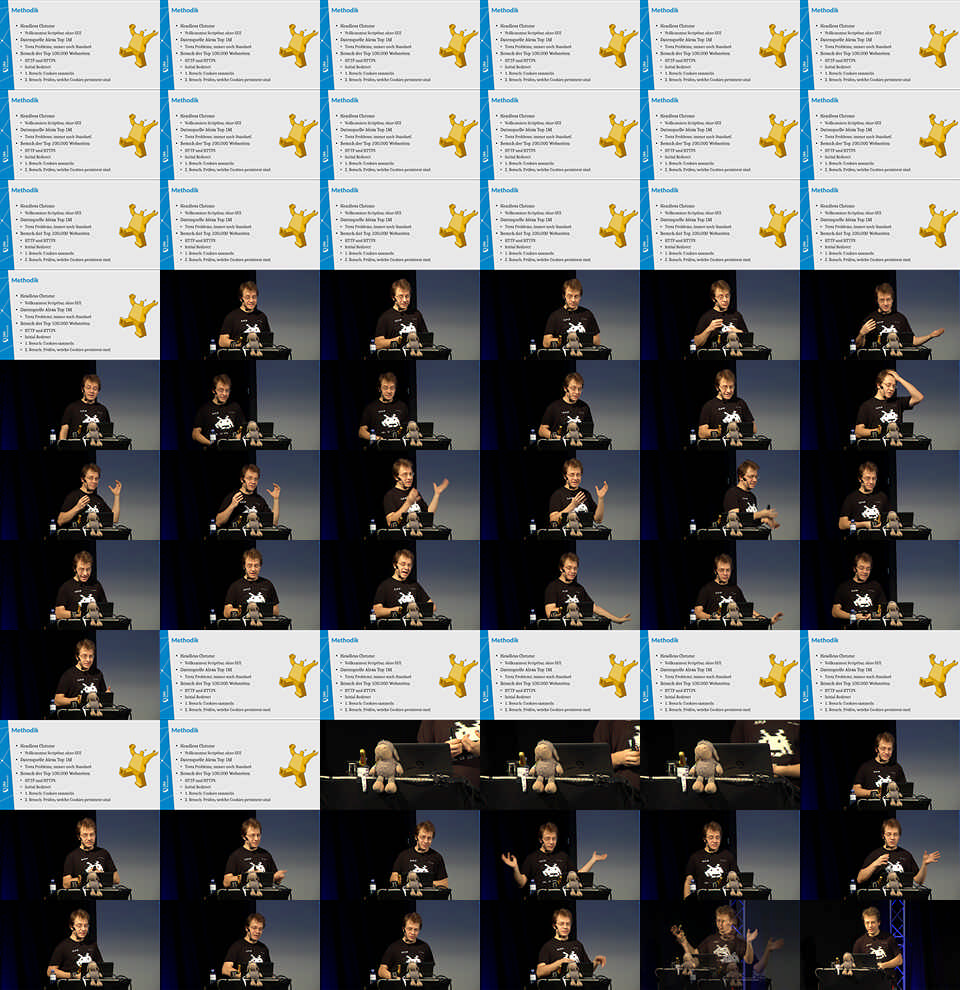 Methodik
• Headless Chrome
• Vollkommen Scriptbar, ohne GUI
• Datenquelle Alexa Top 1M
• Trotz Probleme, immer noch Standard
• Besuch der Top 100.000 Webseiten
• HTTP und HTTPS
• Initial Redirect
• 1. Besuch: Cookies sammeln
• 2. Besuch: Prüfen, welche Cookies persistent sind